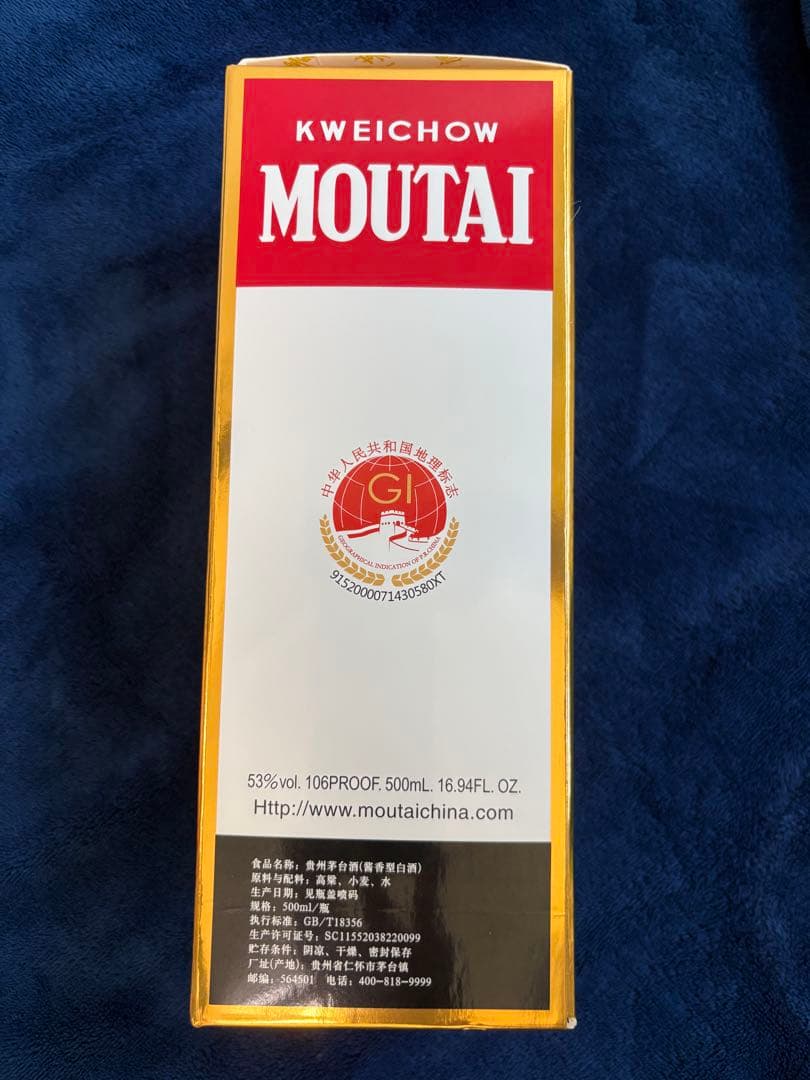 KWEICHOW
MOUTAI
中华人民共和国地理标志
GI
GEOGRAPHICAL INDICATION OF P.R.CHINA
9152000071430580XT
53%vol. 106PROOF. 500mL. 16.94FL. OZ.
Http://www.moutaichina.com
食品名称：贵州茅台酒(酱香型白酒)
原料与配料：高粱、小麦、水
生产日期：见瓶盖喷码
规格：500ml/瓶
执行标准：GB/T18356
生产许可证号：SC11552038220099
贮存条件：阴凉、干燥、密封保存
厂址(产地)：贵州省仁怀市茅台镇
邮编：564501 电话：400-818-9999